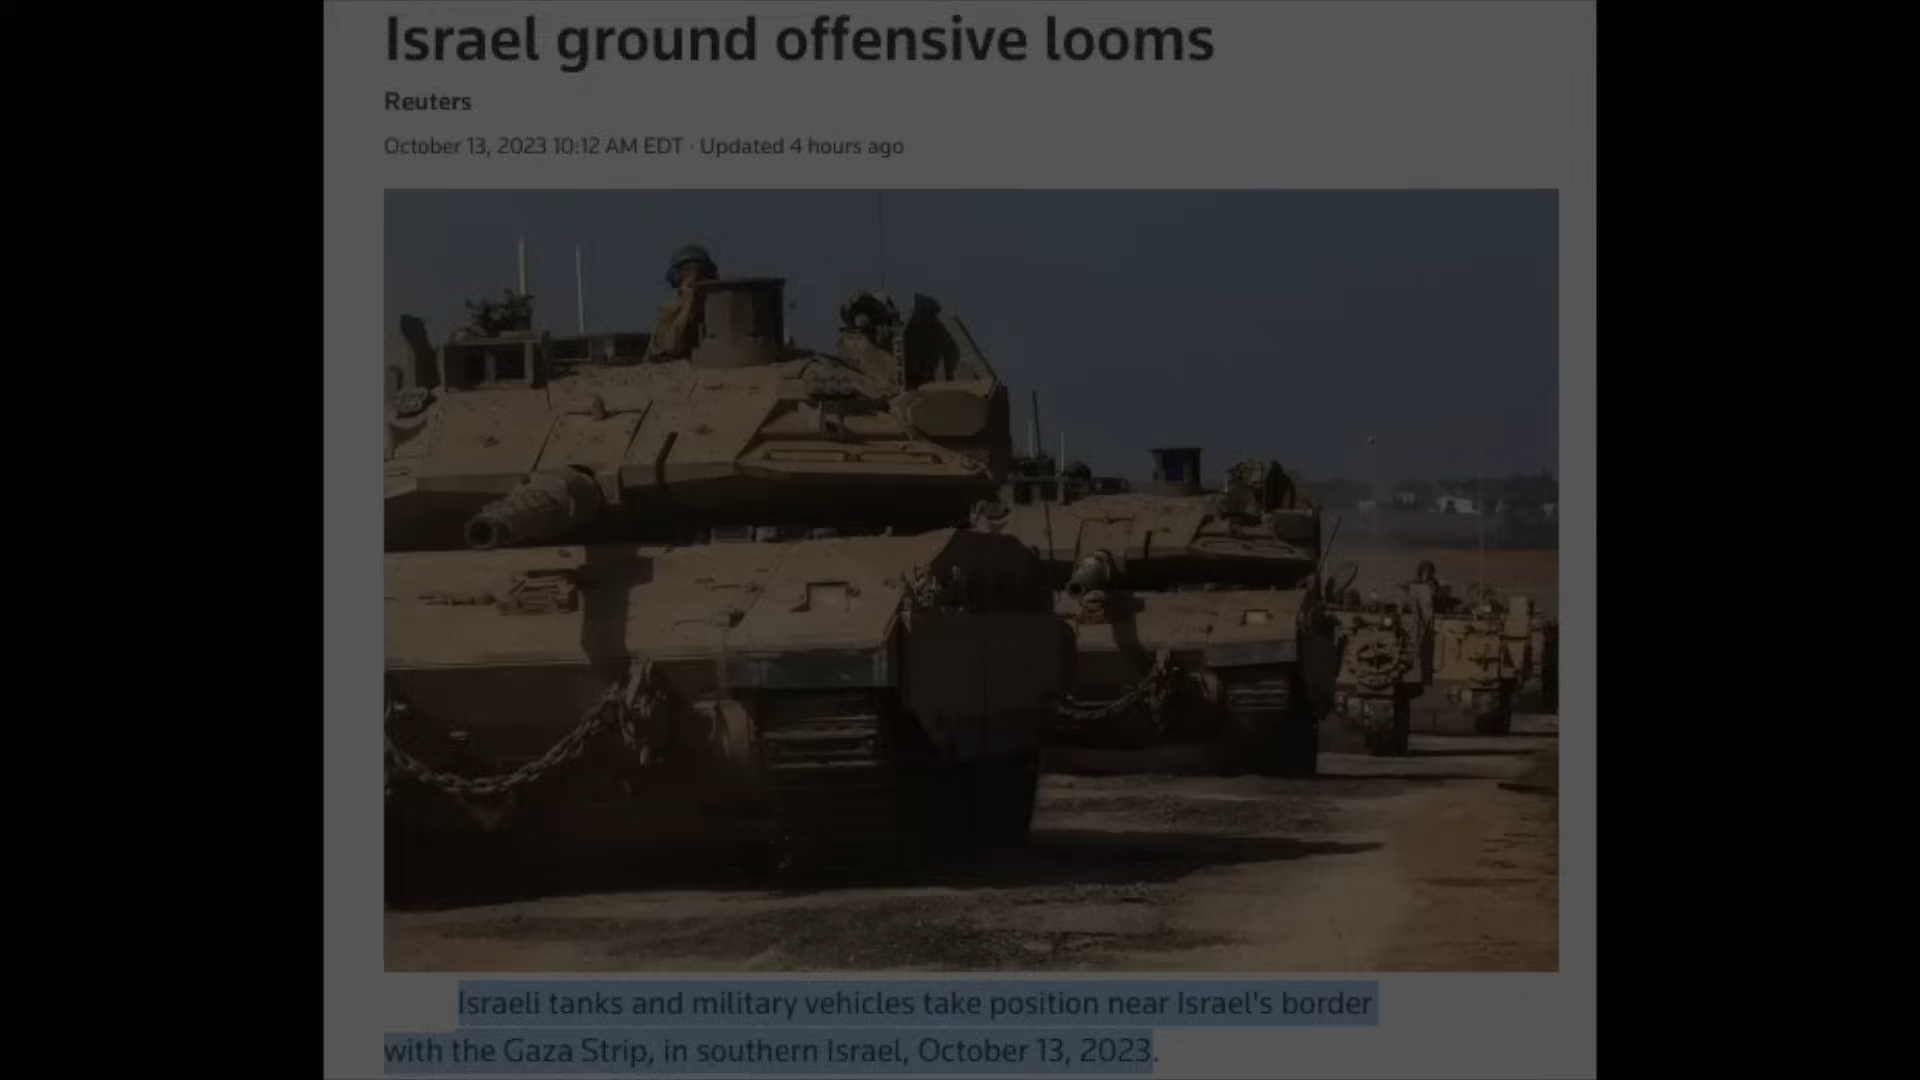 Israel ground offensive looms
Reuters
October 13, 2023 10:12 AM EDT · Updated 4 hours ago
Israeli tanks and military vehicles take position near Israel's border
with the Gaza Strip, in southern Israel, October 13, 2023.